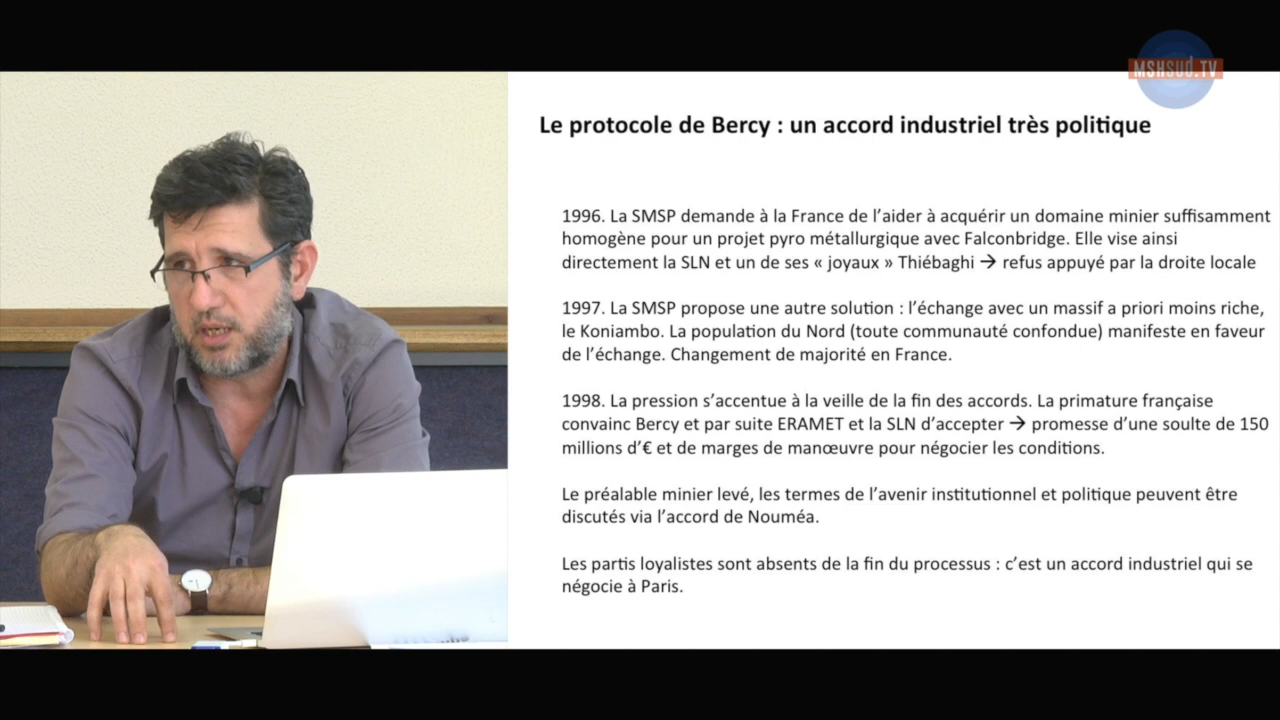 MSHSUD.TV
Le protocole de Bercy : un accord industriel très politique
1996. La SMSP demande à la France de l’aider à acquérir un domaine minier suffisamment
homogène pour un projet pyro métallurgique avec Falconbridge. Elle vise ainsi
directement la SLN et un de ses « joyaux » Thiébaghi → refus appuyé par la droite locale
1997. La SMSP propose une autre solution : l’échange avec un massif a priori moins riche,
le Koniambo. La population du Nord (toute communauté confondue) manifeste en faveur
de l’échange. Changement de majorité en France.
1998. La pression s’accentue à la veille de la fin des accords. La primature française
convainc Bercy et par suite ERAMET et la SLN d’accepter → promesse d’une soulte de 150
millions d’€ et de marges de manœuvre pour négocier les conditions.
Le préalable minier levé, les termes de l’avenir institutionnel et politique peuvent être
discutés via l’accord de Nouméa.
Les partis loyalistes sont absents de la fin du processus : c’est un accord industriel qui se
négocie à Paris.